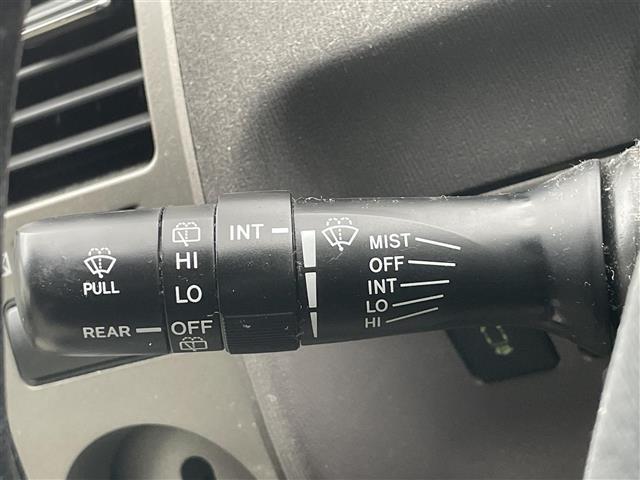 PULL
REAR
HI
LO
OFF
INT
MIST
OFF
INT
LO
HI